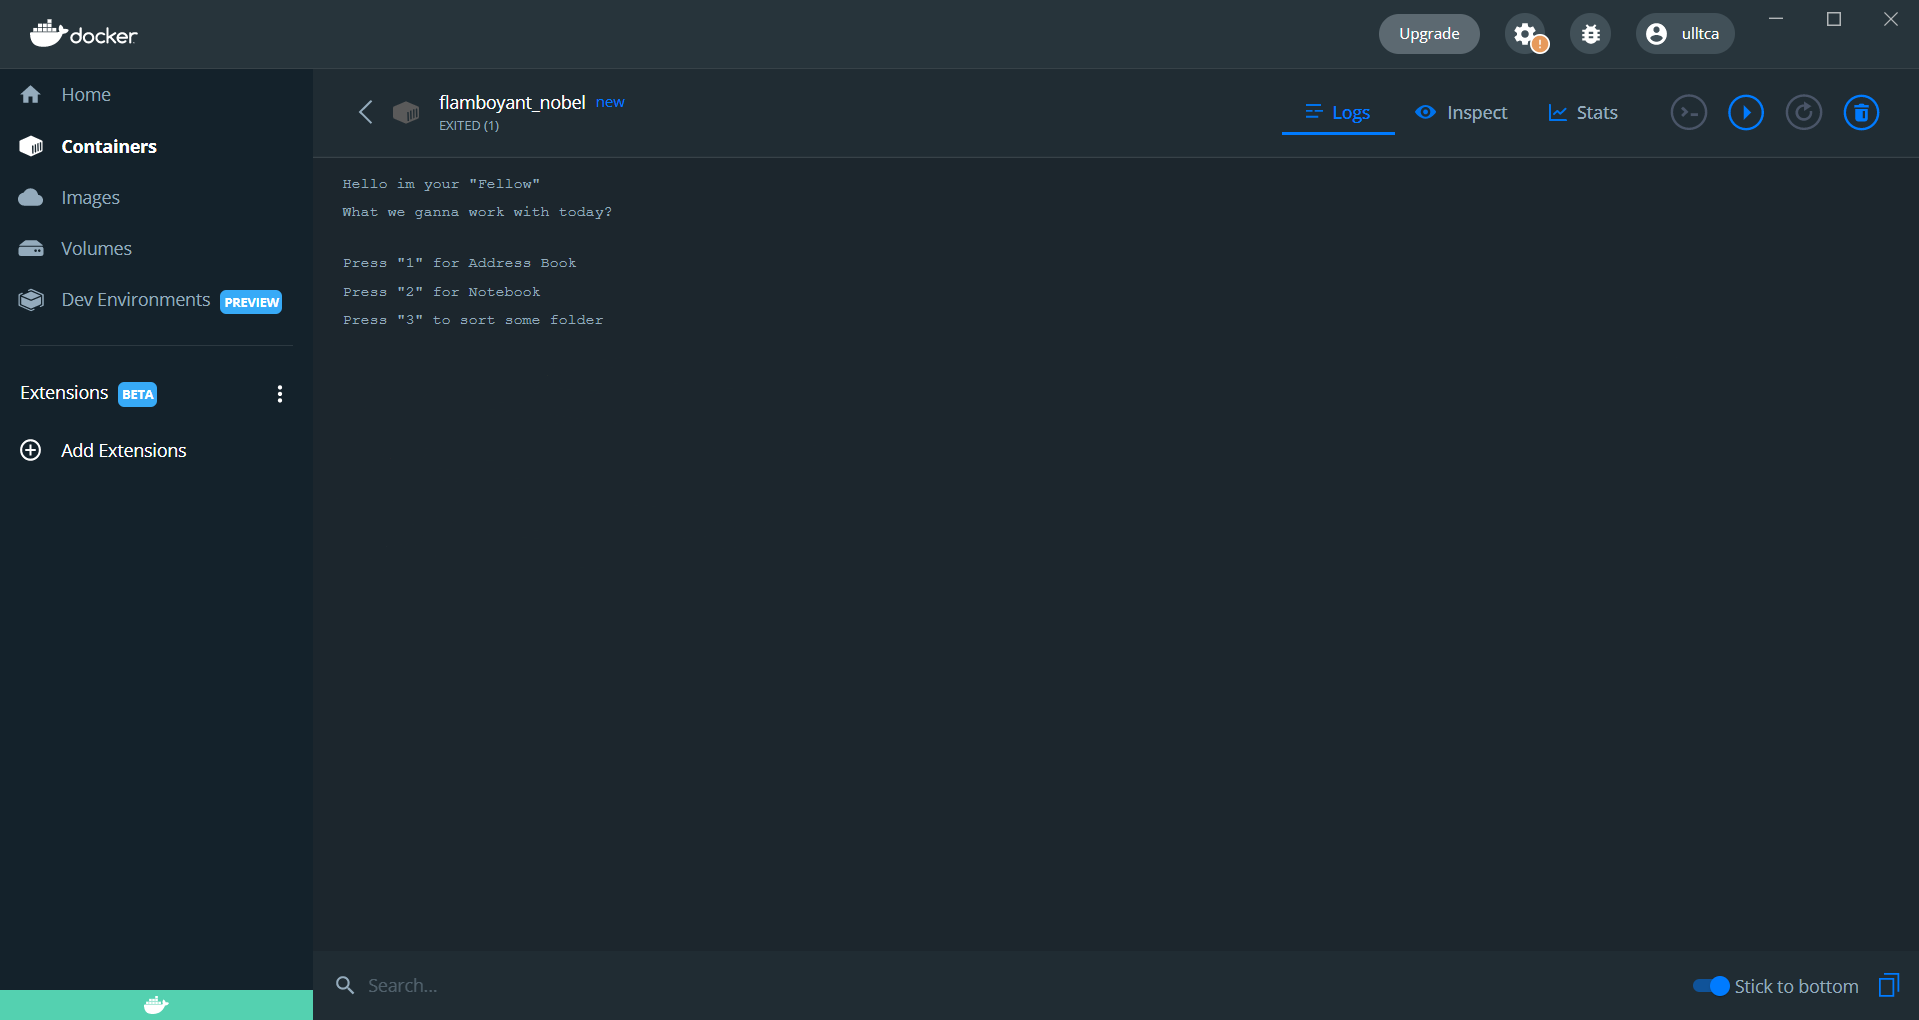 docker
Upgrade
ulltca
Home
Containers
Images
Volumes
Dev Environments PREVIEW
Extensions BETA
Add Extensions
flamboyant_nobel new
EXITED (1)
Logs
Inspect
Stats
Hello im your "Fellow"
What we ganna work with today?
Press "1" for Address Book
Press "2" for Notebook
Press "3" to sort some folder
Search...
Stick to bottom